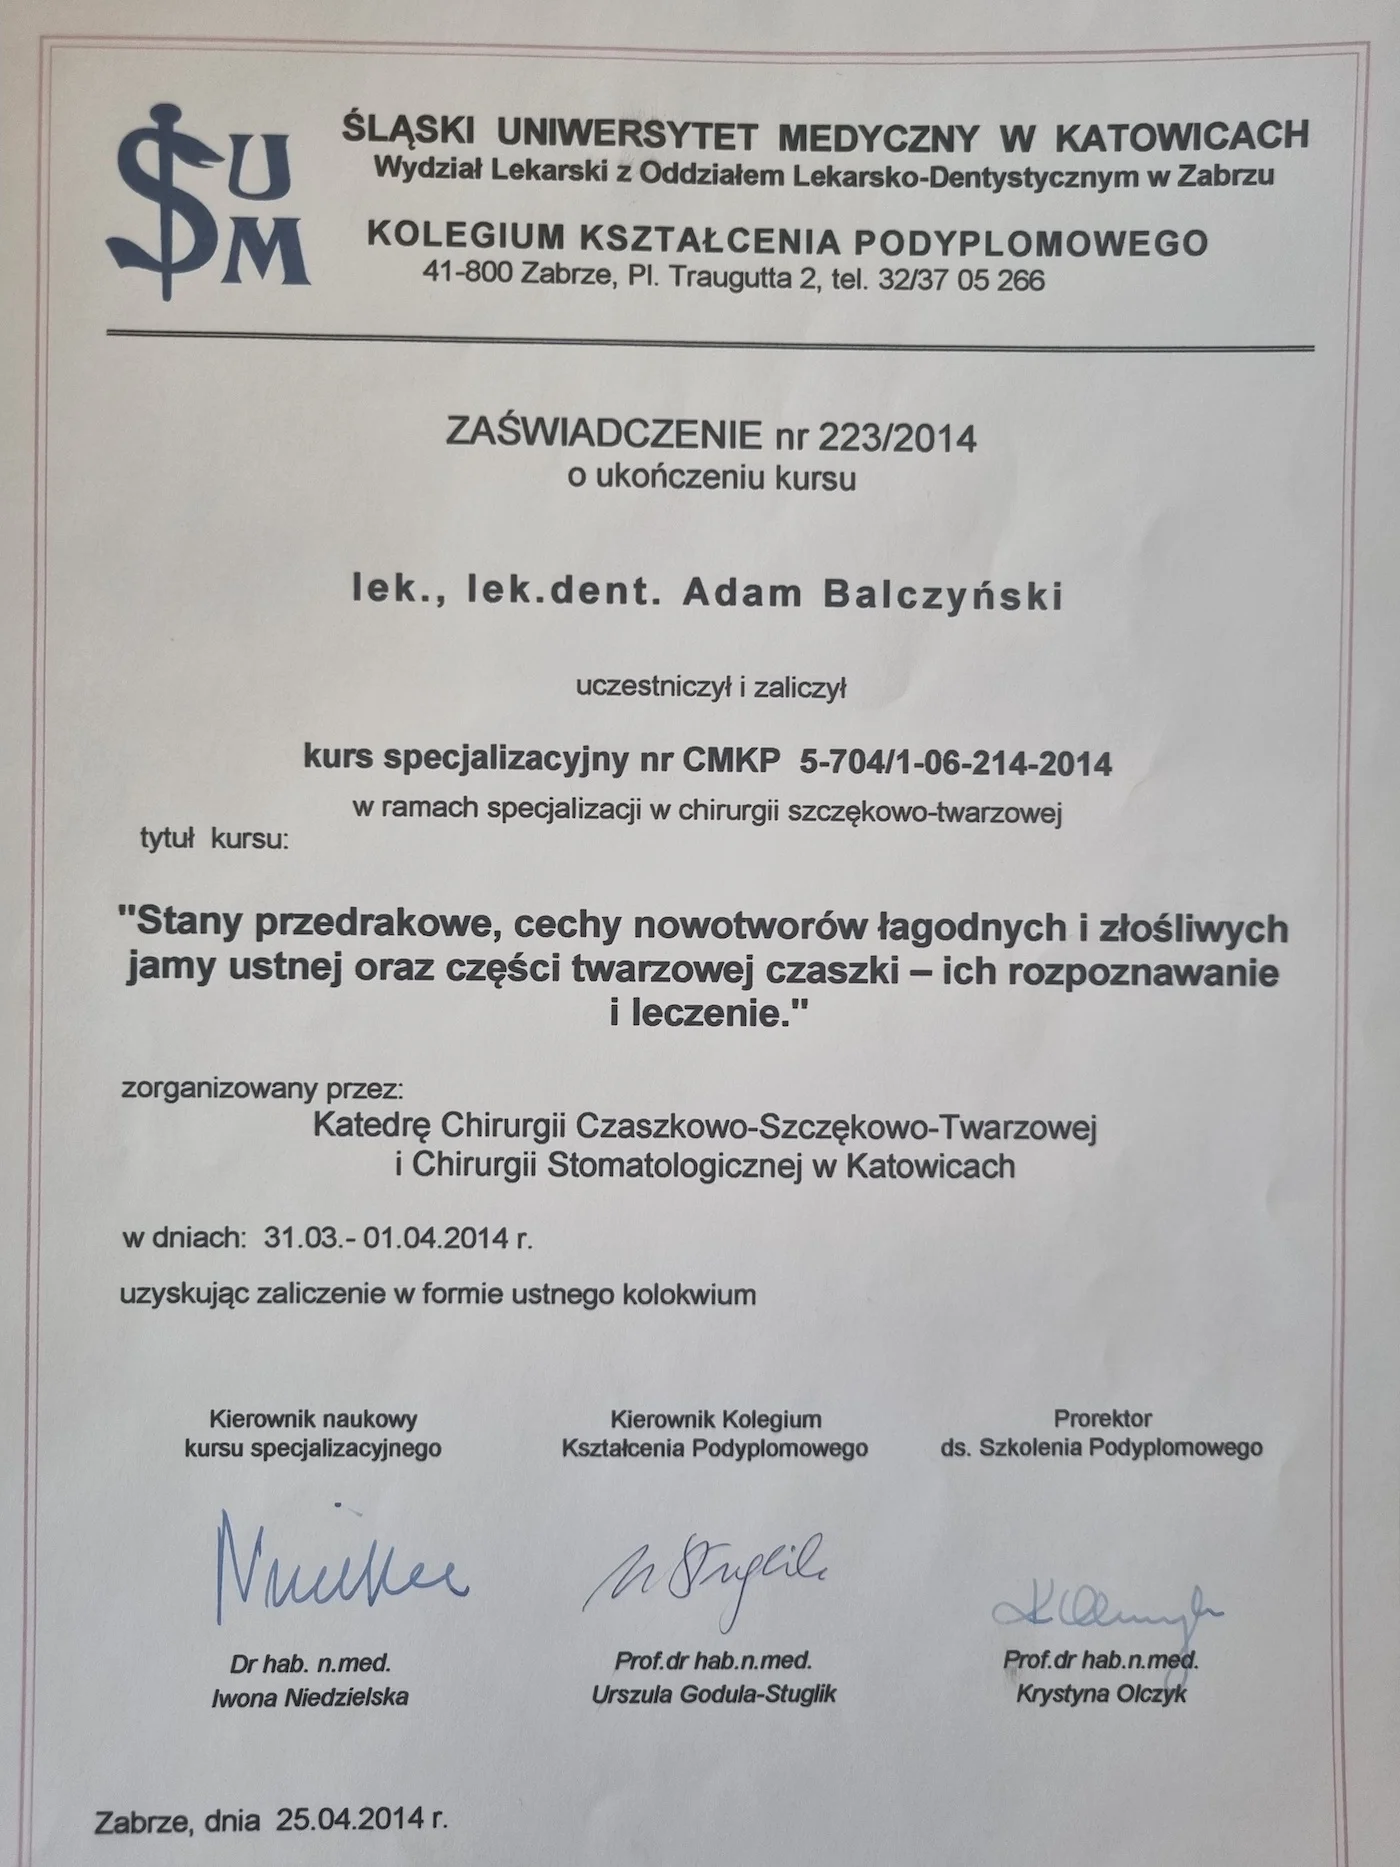 SUM
ŚLĄSKI UNIWERSYTET MEDYCZNY W KATOWICACH
Wydział Lekarski z Oddziałem Lekarsko-Dentystycznym w Zabrzu
KOLEGIUM KSZTAŁCENIA PODYPLOMOWEGO
41-800 Zabrze, Pl. Traugutta 2, tel. 32/37 05 266
ZAŚWIADCZENIE nr 223/2014
o ukończeniu kursu
lek., lek.dent. Adam Balczyński
uczestniczył i zaliczył
kurs specjalizacyjny nr CMKP 5-704/1-06-214-2014
w ramach specjalizacji w chirurgii szczękowo-twarzowej
tytuł kursu:
"Stany przedrakowe, cechy nowotworów łagodnych i złośliwych
jamy ustnej oraz części twarzowej czaszki – ich rozpoznawanie
i leczenie."
zorganizowany przez:
Katedrę Chirurgii Czaszkowo-Szczękowo-Twarzowej
i Chirurgii Stomatologicznej w Katowicach
w dniach: 31.03.- 01.04.2014 r.
uzyskując zaliczenie w formie ustnego kolokwium
Kierownik naukowy
kursu specjalizacyjnego
Kierownik Kolegium
Kształcenia Podyplomowego
Prorektor
ds. Szkolenia Podyplomowego
Dr hab. n.med.
Iwona Niedzielska
Prof.dr hab.n.med.
Urszula Godula-Stuglik
Prof.dr hab.n.med.
Krystyna Olczyk
Zabrze, dnia 25.04.2014 r.